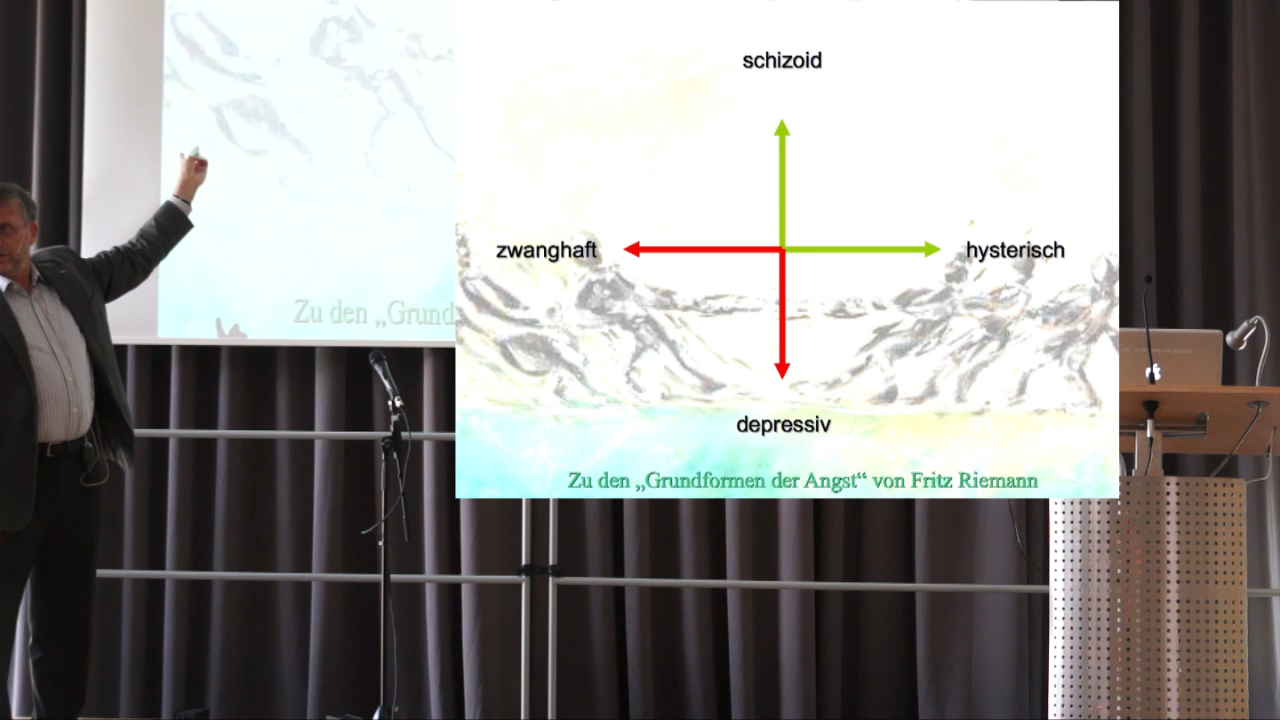 schizoid
zwanghaft
hysterisch
depressiv
Zu den „Grundformen der Angst“ von Fritz Riemann
Zu den „Grund